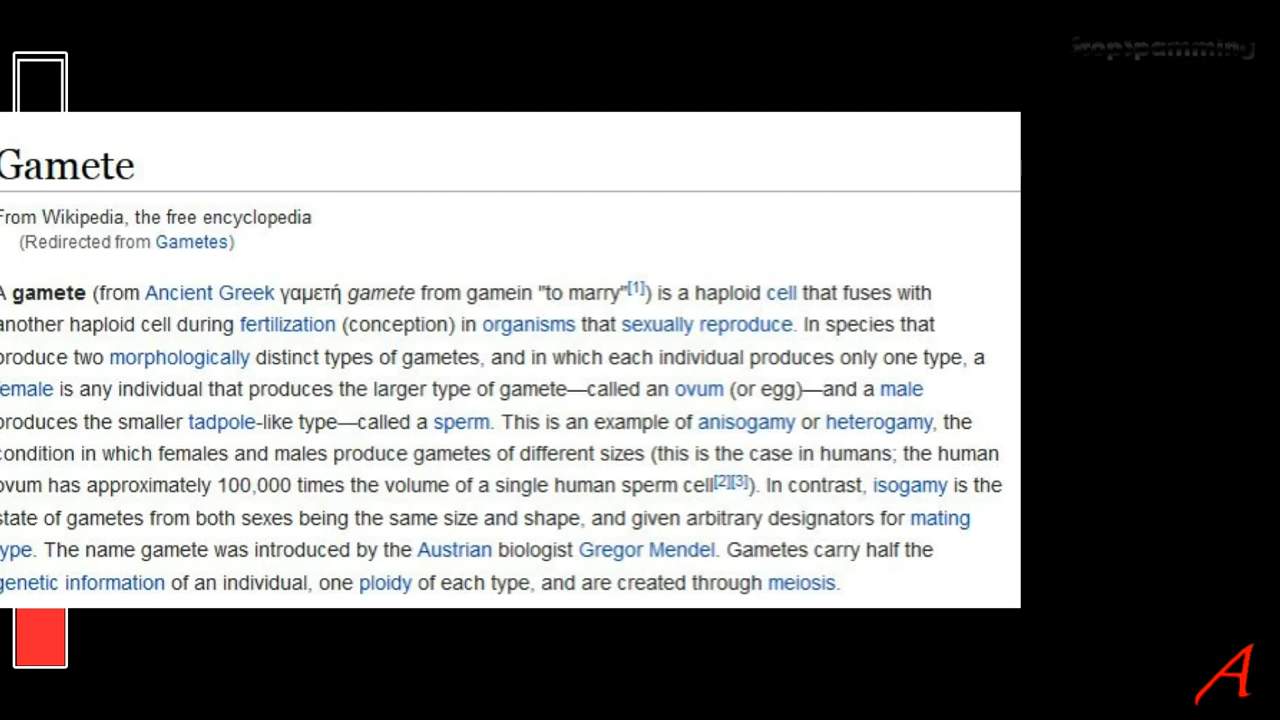 stopspamming
Gamete
From Wikipedia, the free encyclopedia
(Redirected from Gametes)
A gamete (from Ancient Greek γαμετή gamete from gamein "to marry"[1]) is a haploid cell that fuses with
another haploid cell during fertilization (conception) in organisms that sexually reproduce. In species that
produce two morphologically distinct types of gametes, and in which each individual produces only one type, a
female is any individual that produces the larger type of gamete—called an ovum (or egg)—and a male
produces the smaller tadpole-like type—called a sperm. This is an example of anisogamy or heterogamy, the
condition in which females and males produce gametes of different sizes (this is the case in humans; the human
ovum has approximately 100,000 times the volume of a single human sperm cell[2][3]). In contrast, isogamy is the
state of gametes from both sexes being the same size and shape, and given arbitrary designators for mating
type. The name gamete was introduced by the Austrian biologist Gregor Mendel. Gametes carry half the
genetic information of an individual, one ploidy of each type, and are created through meiosis.
A